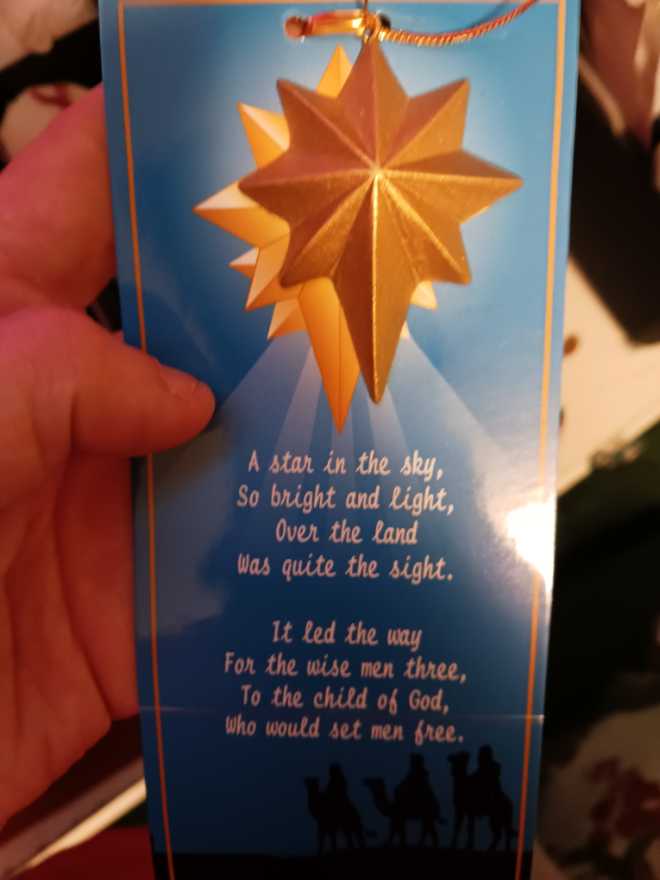 A star in the sky,
So bright and light,
Over the land
Was quite the sight.
It led the way
For the wise men three,
To the child of God,
Who would set men free.